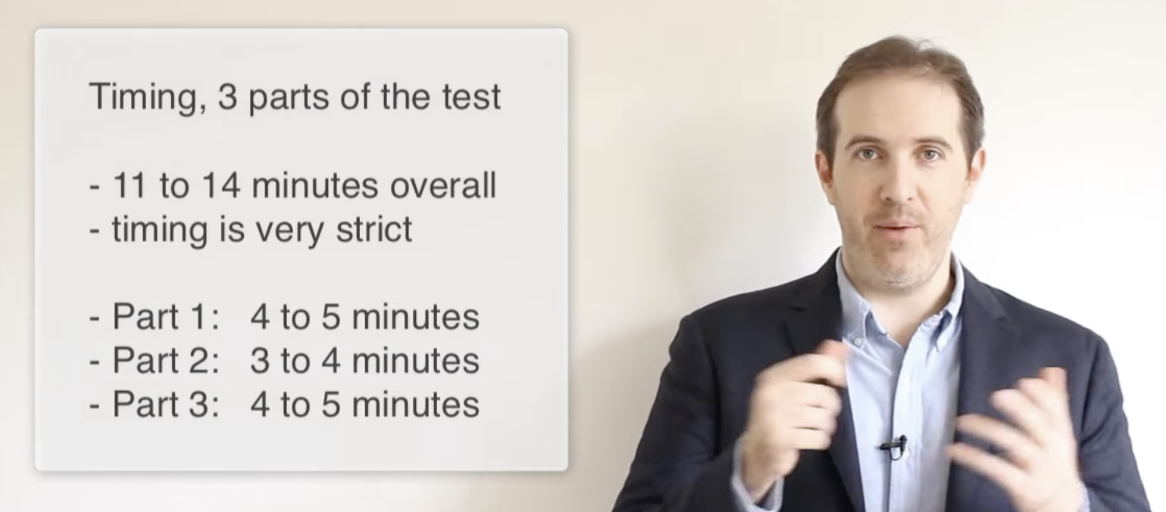 Timing, 3 parts of the test
- 11 to 14 minutes overall
- timing is very strict
- Part 1: 4 to 5 minutes
- Part 2: 3 to 4 minutes
- Part 3: 4 to 5 minutes